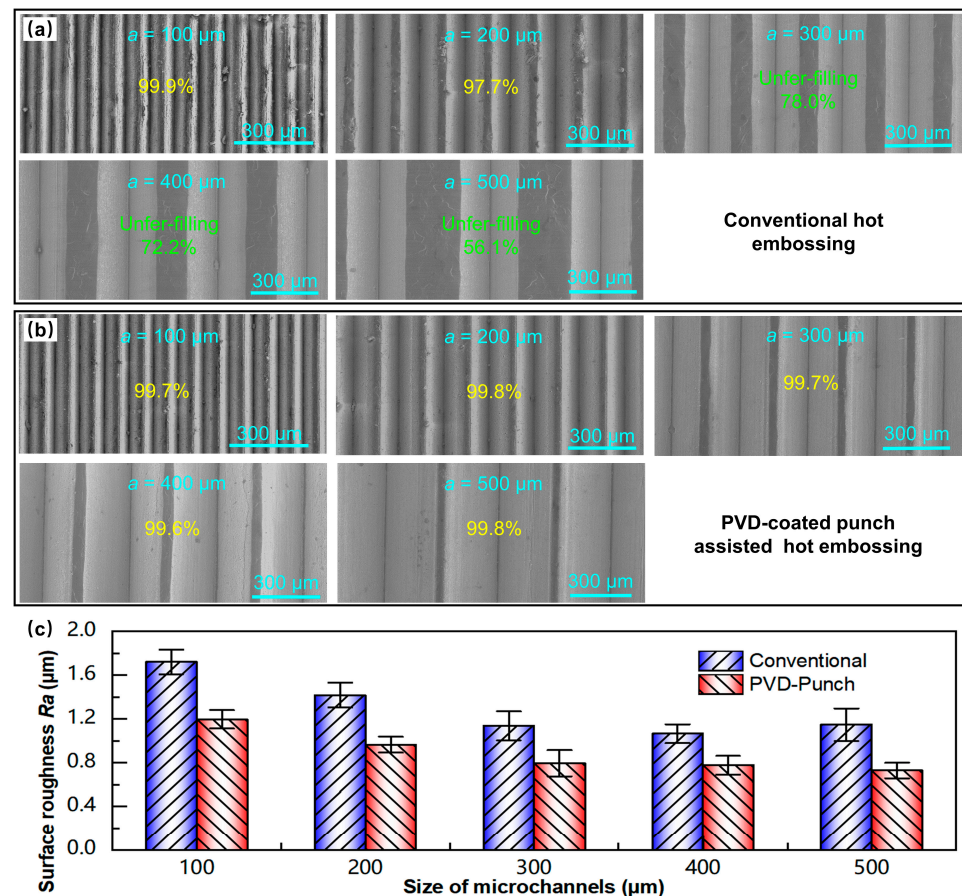 (a)
a = 100 µm
99.9%
300 µm
a = 200 µm
97.7%
300 µm
a = 300 µm
Unfer-filling
78.0%
300 µm
a = 400 µm
Unfer-filling
72.2%
300 µm
a = 500 µm
Unfer-filling
56.1%
300 µm
Conventional hot
embossing
(b)
a = 100 µm
99.7%
300 µm
a = 200 µm
99.8%
300 µm
a = 300 µm
99.7%
300 µm
a = 400 µm
99.6%
300 µm
a = 500 µm
99.8%
300 µm
PVD-coated punch
assisted hot embossing
(c)
Surface roughness Ra (µm)
2.0
1.6
1.2
0.8
0.4
0.0
Conventional
PVD-Punch
100 200 300 400 500
Size of microchannels (µm)